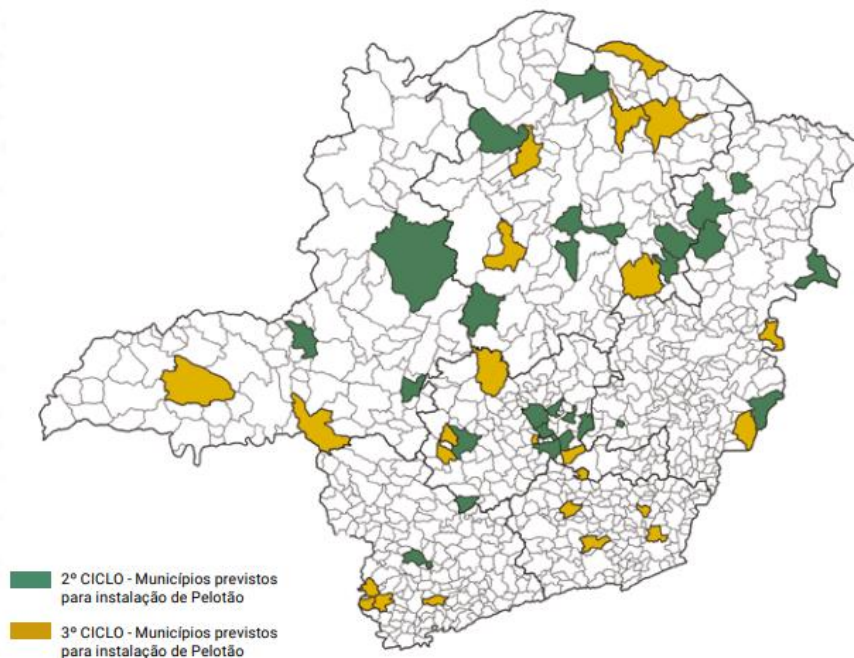 2º CICLO - Municípios previstos
para instalação de Pelotão
3º CICLO - Municípios previstos
para instalação de Pelotão